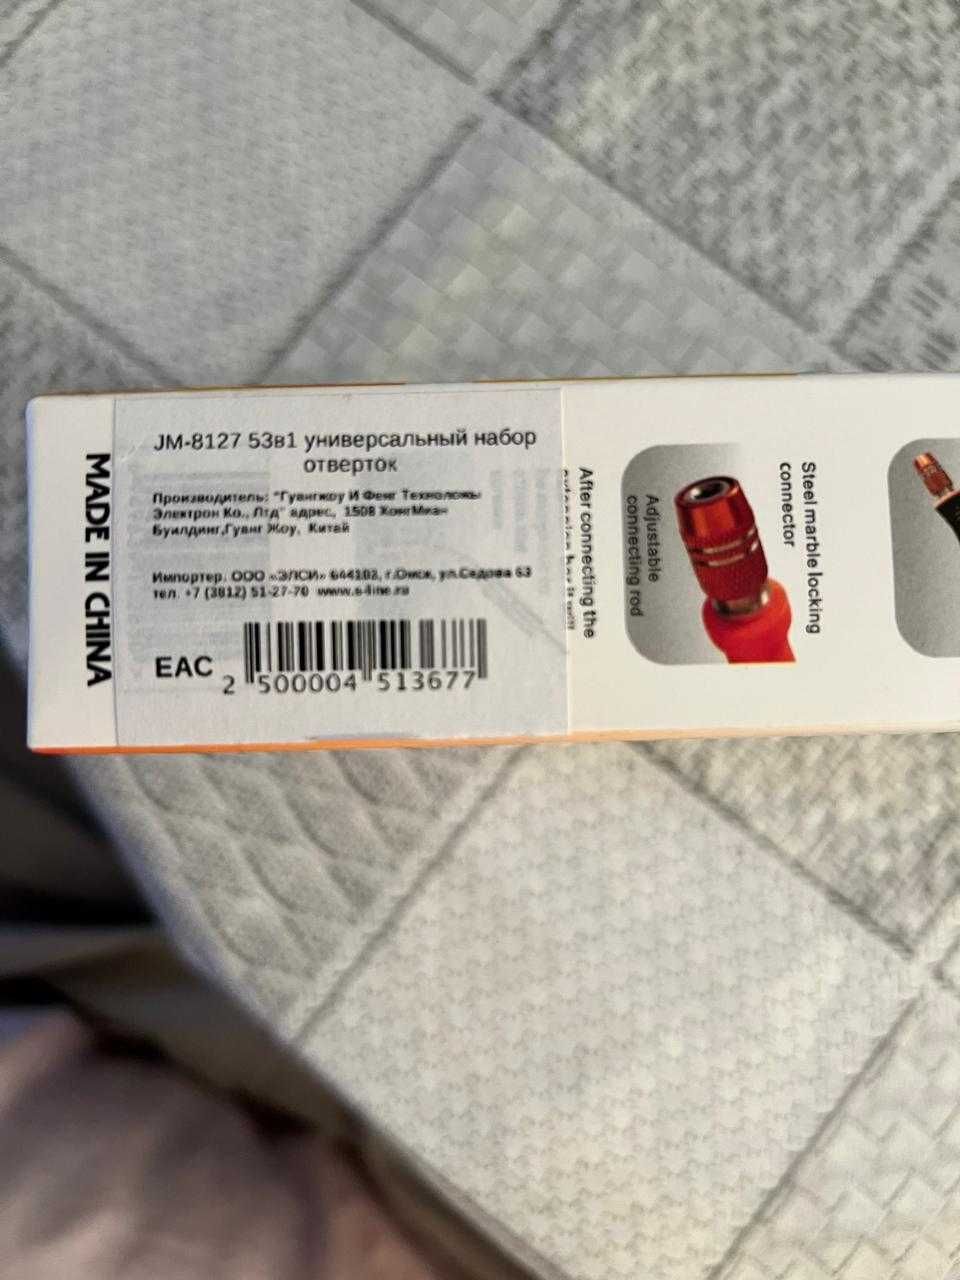 MADE IN CHINA
JM-8127 53в1 универсальный набор
отверток
Производитель: "Гуангжоу И Фенг Техноложы
Электрон Ко., Лтд" адрес, 1508 ХонгМиан
Буилдинг,Гуанг Жоу, Китай
Импортер. ООО «ЭЛСИ» 644103, г.Омск, ул.Седова 63
тел. +7 (3812) 51-27-70 www.s-line.ru
EAC
2 500004 513677
After connecting the
Adjustable
connecting rod
Steel marble locking
connector